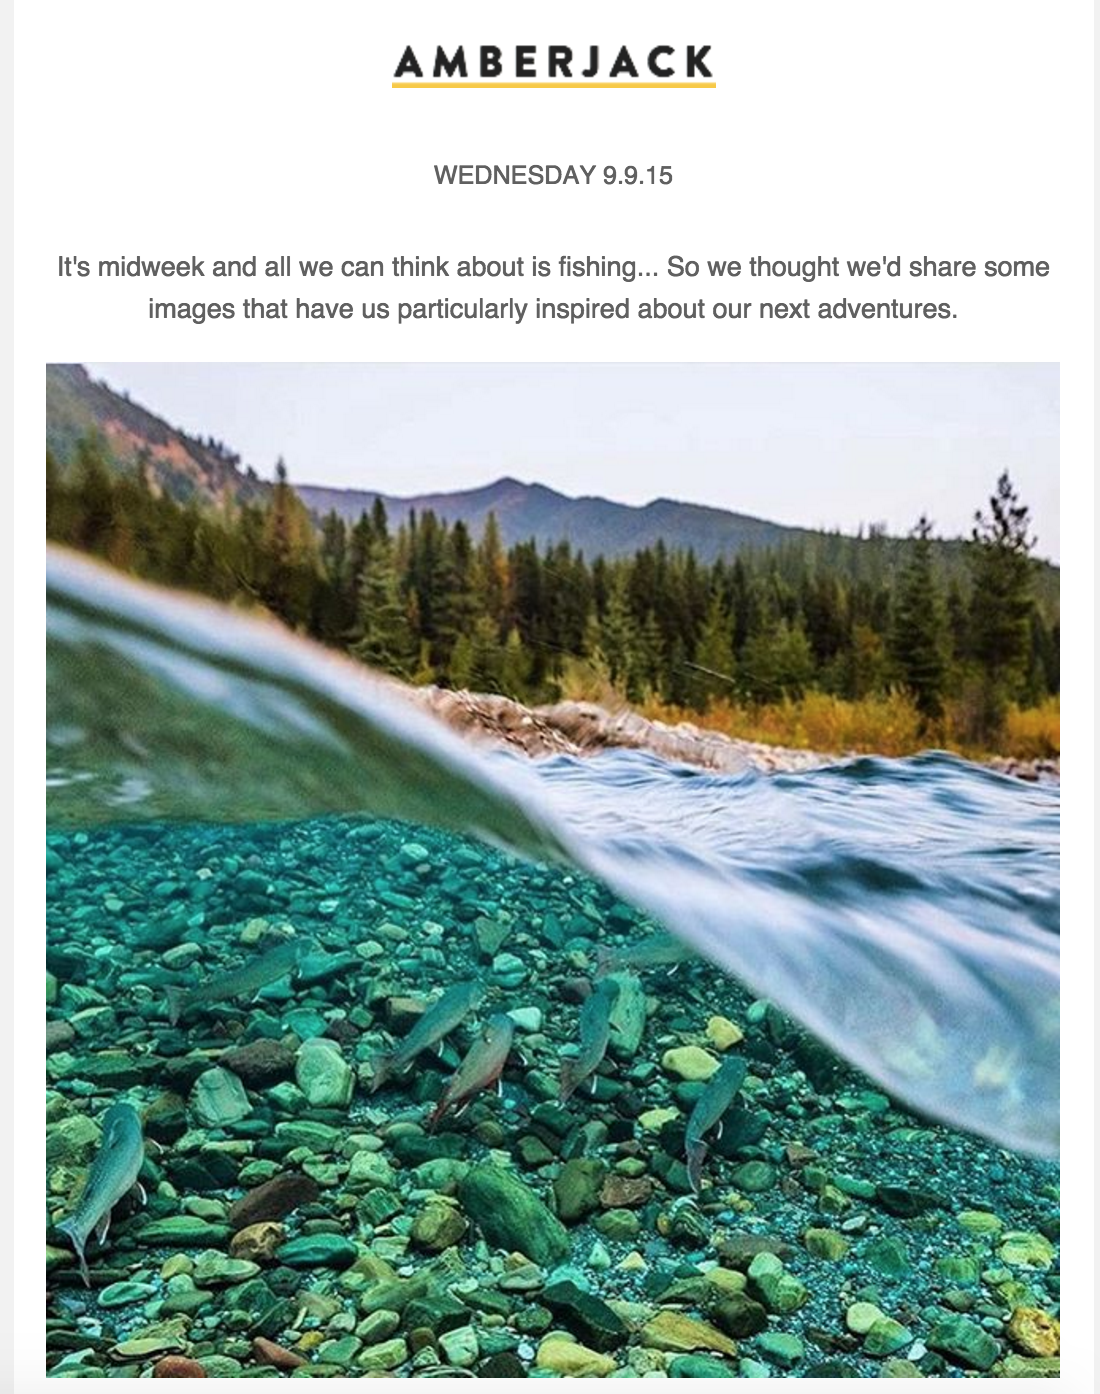 AMBERJACK
WEDNESDAY 9.9.15
It's midweek and all we can think about is fishing... So we thought we'd share some
images that have us particularly inspired about our next adventures.